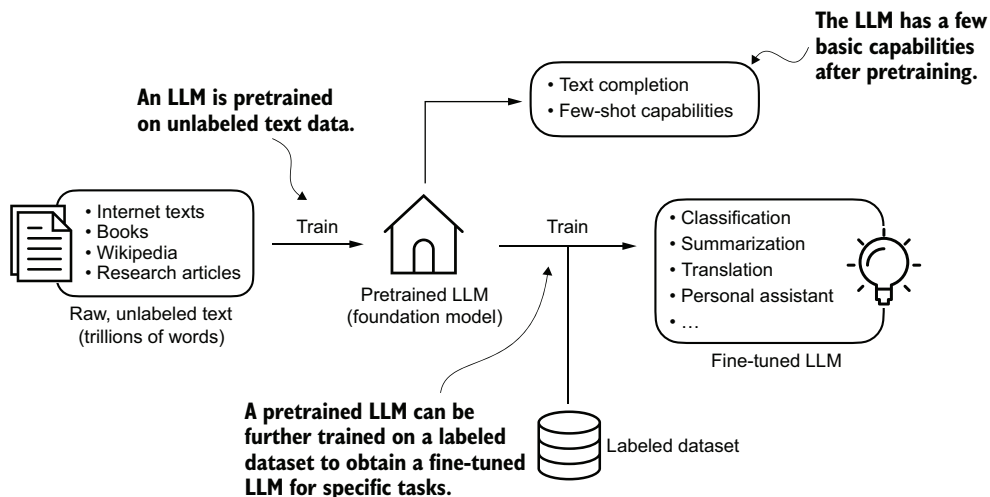 The LLM has a few
basic capabilities
after pretraining.
• Text completion
• Few-shot capabilities
An LLM is pretrained
on unlabeled text data.
• Internet texts
• Books
• Wikipedia
• Research articles
Raw, unlabeled text
(trillions of words)
Train
Pretrained LLM
(foundation model)
Train
• Classification
• Summarization
• Translation
• Personal assistant
• …
Fine-tuned LLM
A pretrained LLM can be
further trained on a labeled
dataset to obtain a fine-tuned
LLM for specific tasks.
Labeled dataset